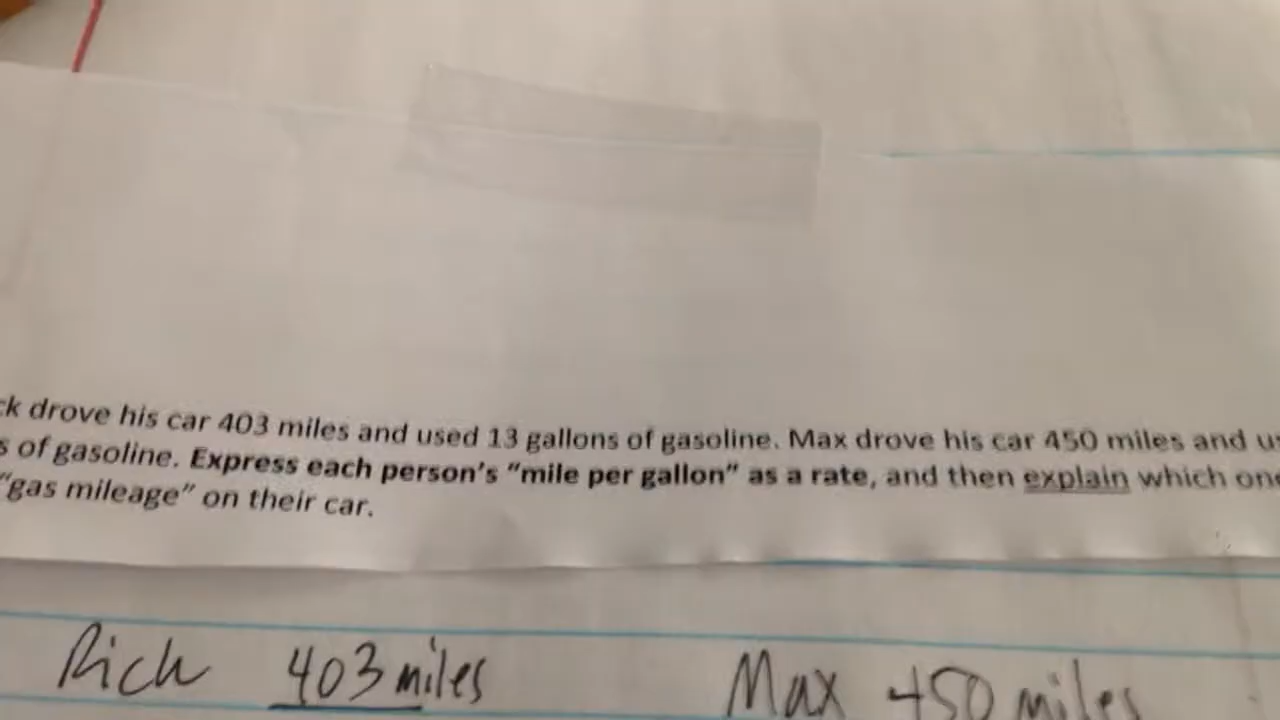 ck drove his car 403 miles and used 13 gallons of gasoline. Max drove his car 450 miles and us
s of gasoline. Express each person's "mile per gallon" as a rate, and then explain which one
"gas mileage" on their car.
Rich 403 miles Max 450 miles